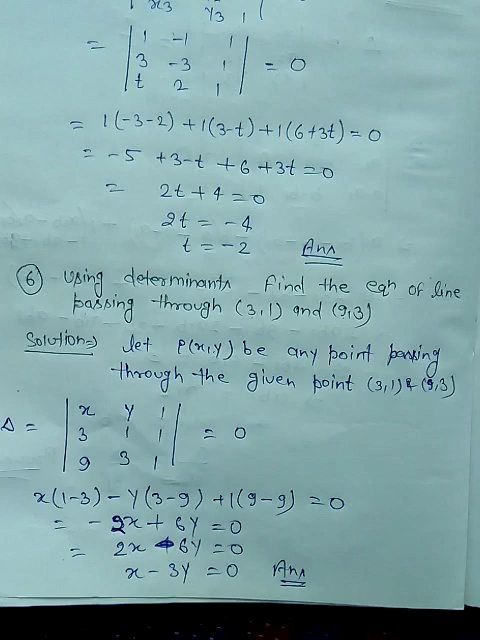 x3 y3 1
= | 1 -1 1 |
| 3 -3 1 | = 0
| t 2 1 |
= 1(-3-2) +1(3-t)+1(6+3t) = 0
= -5 +3-t +6+3t = 0
= 2t + 4 = 0
2t = -4
t = -2 Ans
⑥ Using determinants find the eqn of line
passing through (3,1) and (9,3)
Solution⇒ let P(x,y) be any point passing
through the given point (3,1) & (9,3)
Δ = | x y 1 |
| 3 1 1 | = 0
| 9 3 1 |
x(1-3) - y(3-9) +1(9-9) = 0
= -2x + 6y = 0
= 2x - 6y = 0
x - 3y = 0 Ans